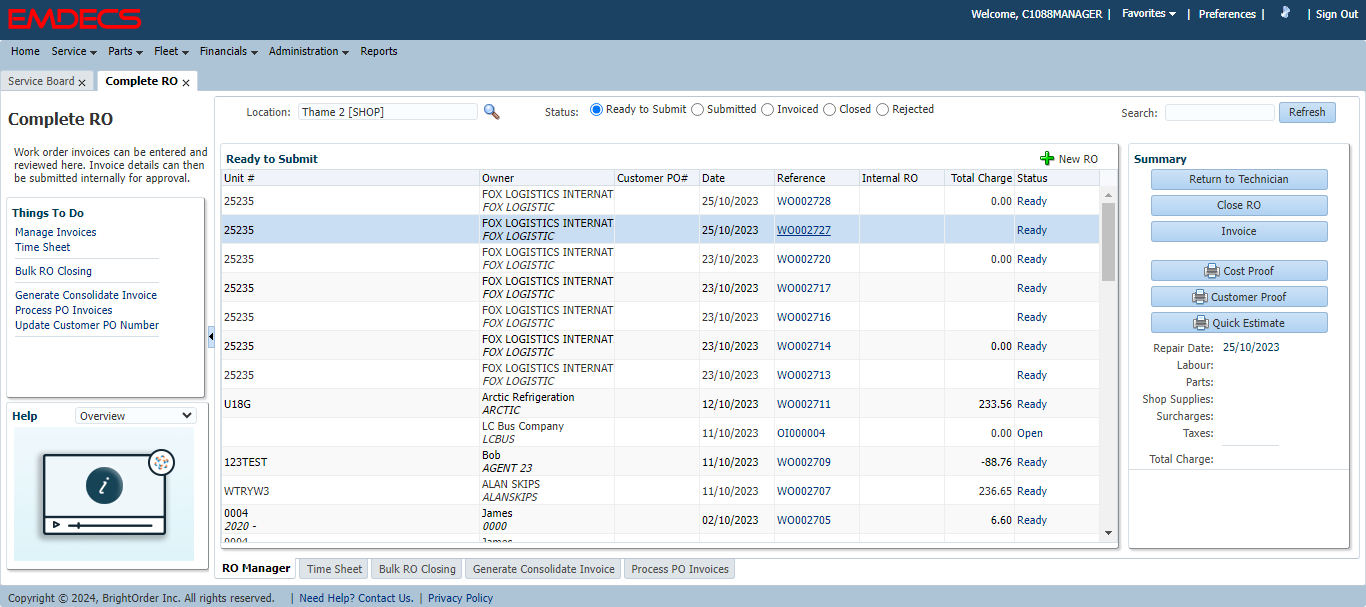 EMDECS
Welcome, C1088MANAGER | Favorites | Preferences | | Sign Out
Home Service Parts Fleet Financials Administration Reports
Service Board x Complete RO x
Complete RO
Work order invoices can be entered and
reviewed here. Invoice details can then
be submitted internally for approval.
Things To Do
Manage Invoices
Time Sheet
Bulk RO Closing
Generate Consolidate Invoice
Process PO Invoices
Update Customer PO Number
Help Overview
i
Location: Thame 2 [SHOP] Status: Ready to Submit Submitted Invoiced Closed Rejected Search: Refresh
Ready to Submit New RO
Unit # Owner Customer PO# Date Reference Internal RO Total Charge Status
25235 FOX LOGISTICS INTERNAT 25/10/2023 WO002728 0.00 Ready
FOX LOGISTIC
25235 FOX LOGISTICS INTERNAT 25/10/2023 WO002727 Ready
FOX LOGISTIC
25235 FOX LOGISTICS INTERNAT 23/10/2023 WO002720 0.00 Ready
FOX LOGISTIC
25235 FOX LOGISTICS INTERNAT 23/10/2023 WO002717 Ready
FOX LOGISTIC
25235 FOX LOGISTICS INTERNAT 23/10/2023 WO002716 Ready
FOX LOGISTIC
25235 FOX LOGISTICS INTERNAT 23/10/2023 WO002714 0.00 Ready
FOX LOGISTIC
25235 FOX LOGISTICS INTERNAT 23/10/2023 WO002713 Ready
FOX LOGISTIC
U18G Arctic Refrigeration 12/10/2023 WO002711 233.56 Ready
ARCTIC
LC Bus Company 11/10/2023 OI000004 0.00 Open
LCBUS
123TEST Bob 11/10/2023 WO002709 -88.76 Ready
AGENT 23
WTRYW3 ALAN SKIPS 11/10/2023 WO002707 236.65 Ready
ALANSKIPS
0004 James 02/10/2023 WO002705 6.60 Ready
2020 - 0000
0004 James
Summary
Return to Technician
Close RO
Invoice
Cost Proof
Customer Proof
Quick Estimate
Repair Date: 25/10/2023
Labour:
Parts:
Shop Supplies:
Surcharges:
Taxes:
Total Charge:
RO Manager Time Sheet Bulk RO Closing Generate Consolidate Invoice Process PO Invoices
Copyright © 2024, BrightOrder Inc. All rights reserved. | Need Help? Contact Us. | Privacy Policy